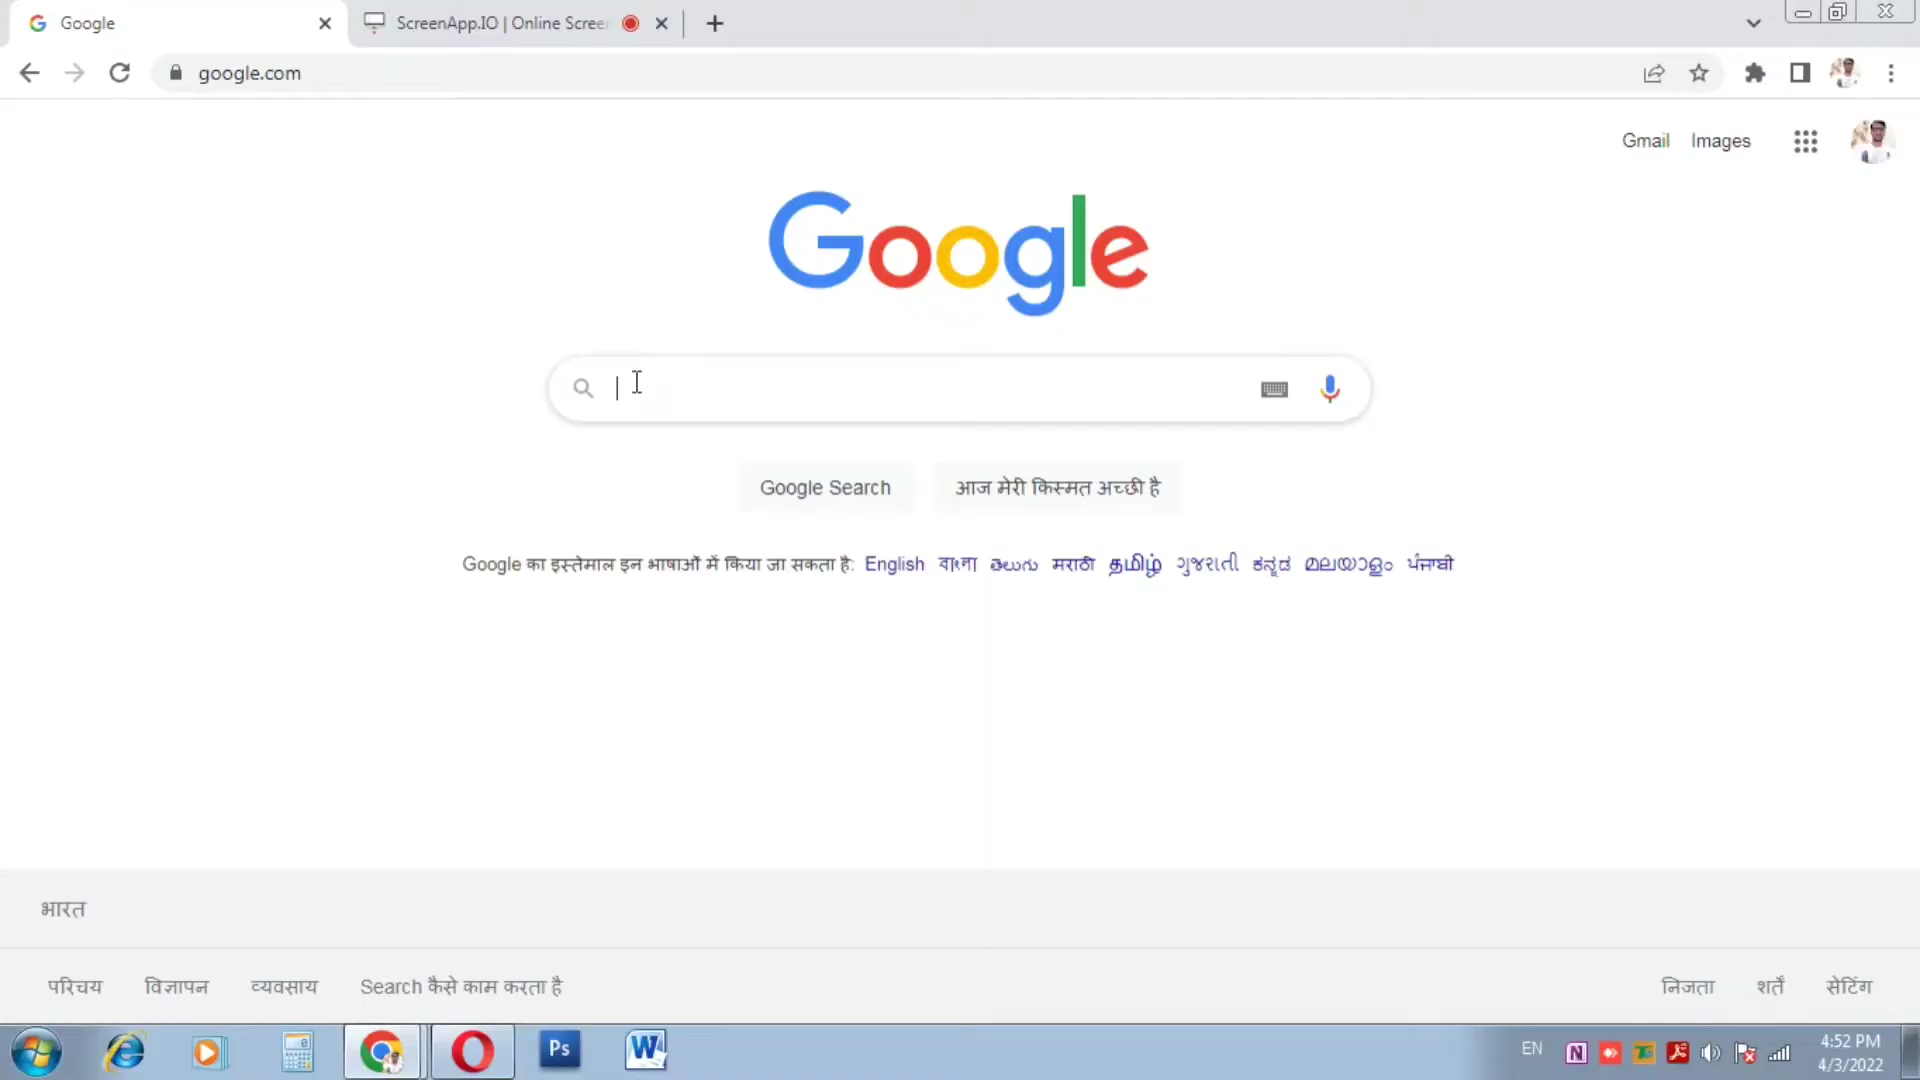 Google
ScreenApp.IO | Online Scree
google.com
Gmail Images
Google
Google Search
आज मेरी किस्मत अच्छी है
Google का इस्तेमाल इन भाषाओं में किया जा सकता है: English বাংলা తెలుగు मराठी தமிழ் ગુજરાતી ಕನ್ನಡ മലയാളം ਪੰਜਾਬੀ
भारत
परिचय विज्ञापन व्यवसाय Search कैसे काम करता है निजता शर्तें सेटिंग
Ps W EN N 4:52 PM
4/3/2022